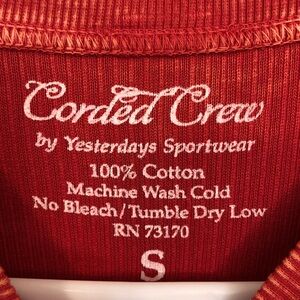 Corded Crew
by Yesterdays Sportwear
100% Cotton
Machine Wash Cold
No Bleach/Tumble Dry Low
RN 73170
S